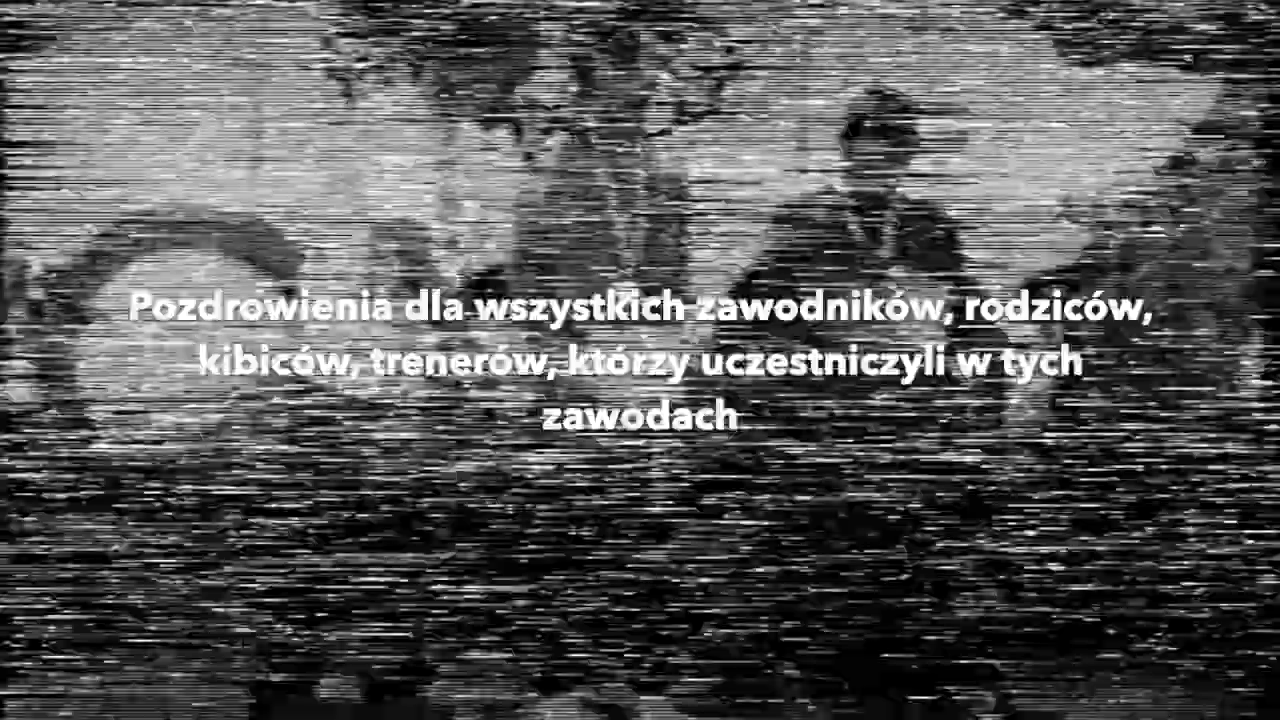 Pozdrowienia dla wszystkich zawodników, rodziców,
kibiców, trenerów, którzy uczestniczyli w tych
zawodach